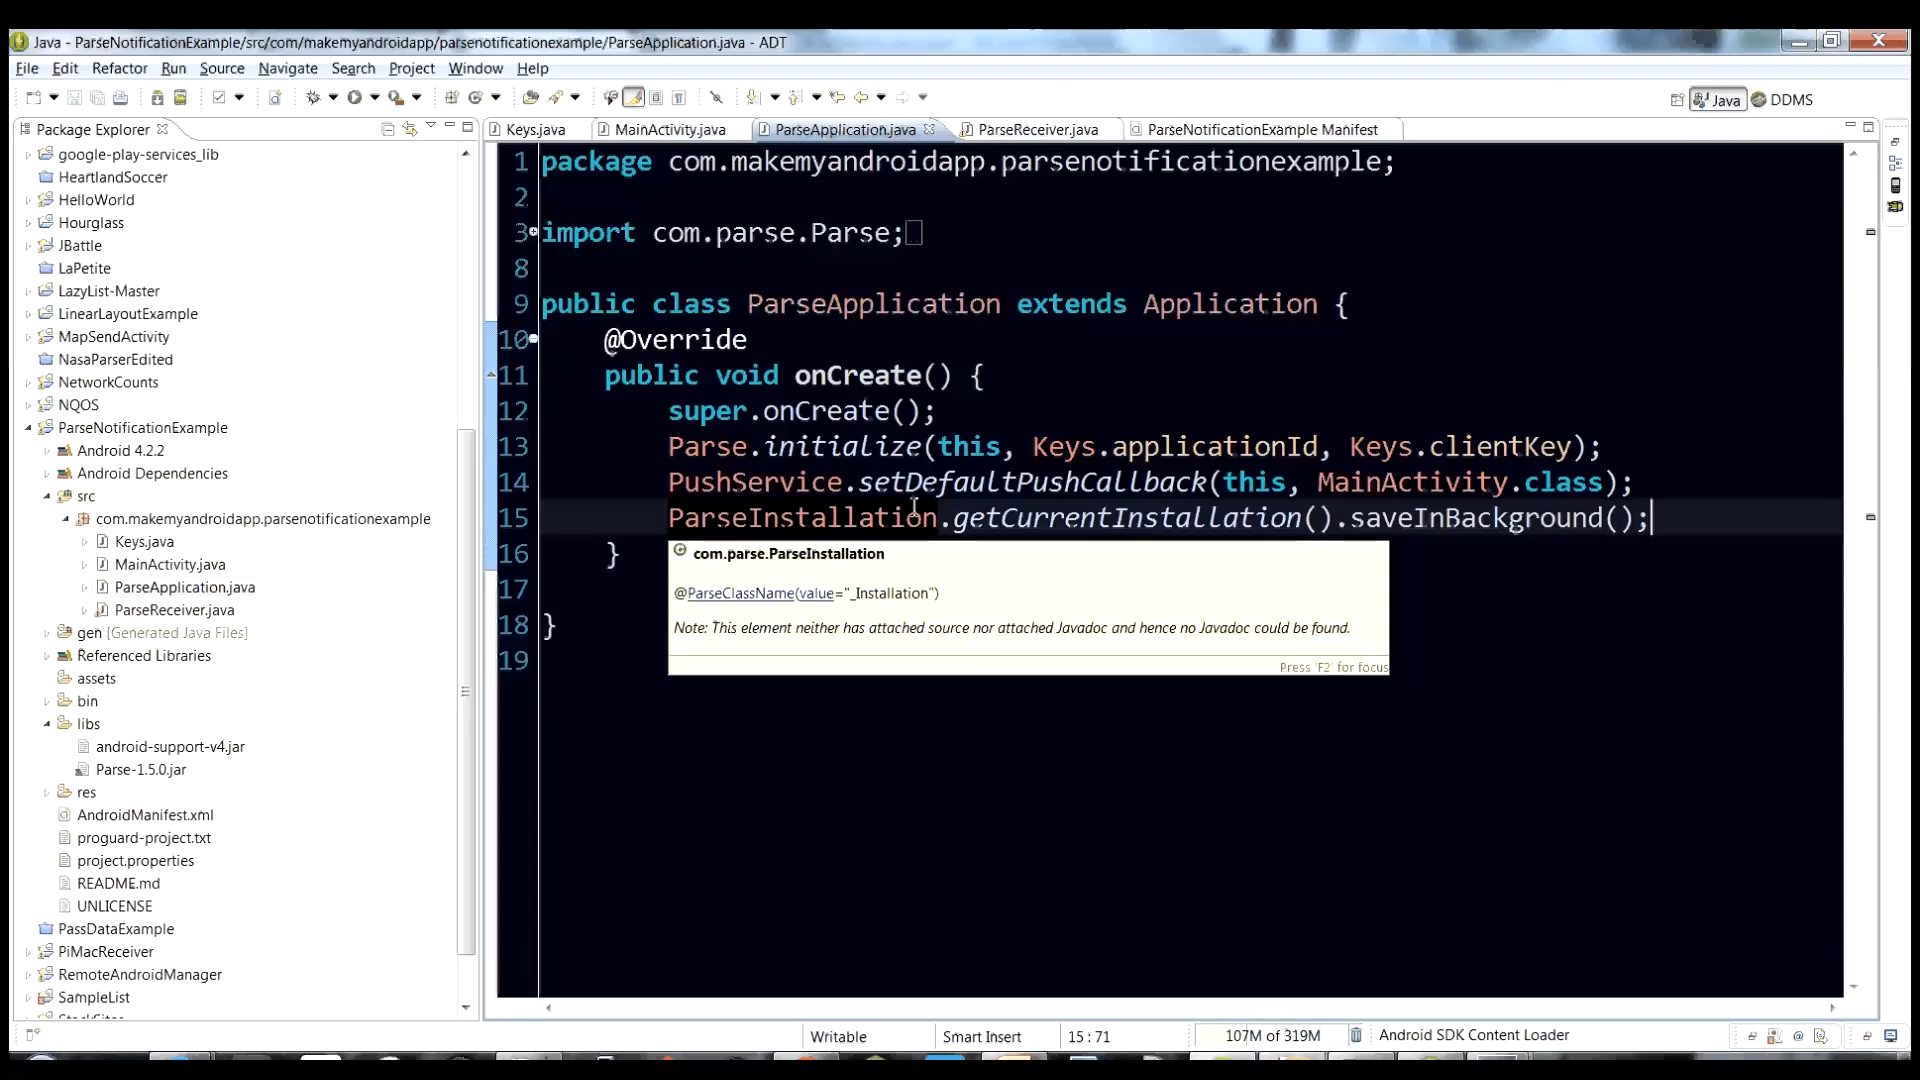 Java - ParseNotificationExample/src/com/makemyandroidapp/parsenotificationexample/ParseApplication.java - ADT
File Edit Refactor Run Source Navigate Search Project Window Help
Java DDMS
Package Explorer
google-play-services_lib
HeartlandSoccer
HelloWorld
Hourglass
JBattle
LaPetite
LazyList-Master
LinearLayoutExample
MapSendActivity
NasaParserEdited
NetworkCounts
NQOS
ParseNotificationExample
Android 4.2.2
Android Dependencies
src
com.makemyandroidapp.parsenotificationexample
Keys.java
MainActivity.java
ParseApplication.java
ParseReceiver.java
gen [Generated Java Files]
Referenced Libraries
assets
bin
libs
android-support-v4.jar
Parse-1.5.0.jar
res
AndroidManifest.xml
proguard-project.txt
project.properties
README.md
UNLICENSE
PassDataExample
PiMacReceiver
RemoteAndroidManager
SampleList
Keys.java MainActivity.java ParseApplication.java ParseReceiver.java ParseNotificationExample Manifest
1 package com.makemyandroidapp.parsenotificationexample;
2
3 import com.parse.Parse;
8
9 public class ParseApplication extends Application {
10 @Override
11 public void onCreate() {
12 super.onCreate();
13 Parse.initialize(this, Keys.applicationId, Keys.clientKey);
14 PushService.setDefaultPushCallback(this, MainActivity.class);
15 ParseInstallation.getCurrentInstallation().saveInBackground();
16 }
17
18 }
19
com.parse.ParseInstallation
@ParseClassName(value="_Installation")
Note: This element neither has attached source nor attached Javadoc and hence no Javadoc could be found.
Press 'F2' for focus
Writable Smart Insert 15 : 71 107M of 319M Android SDK Content Loader